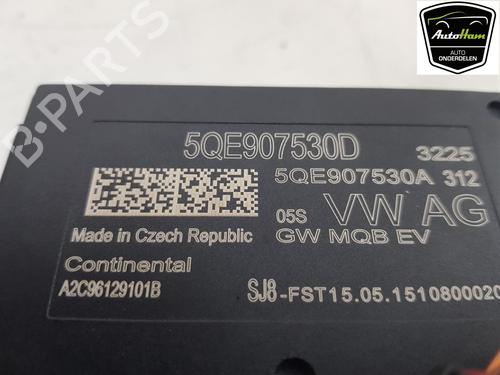 AutoHam
AUTO
ONDERDELEN
B-PARTS
5QE907530D 3225
5QE907530A 312
05S VW AG
Made in Czech Republic GW MQB EV
Continental
A2C96129101B SJ8-FST15.05.1510800020